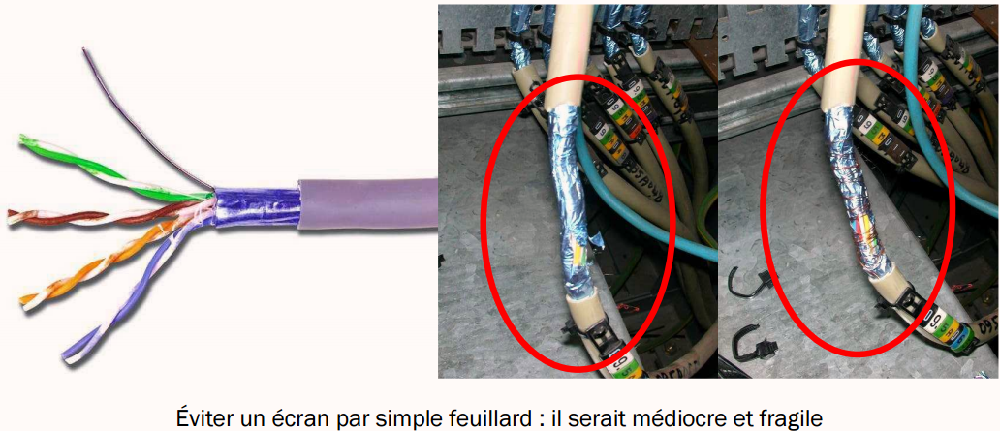 Éviter un écran par simple feuillard : il serait médiocre et fragile